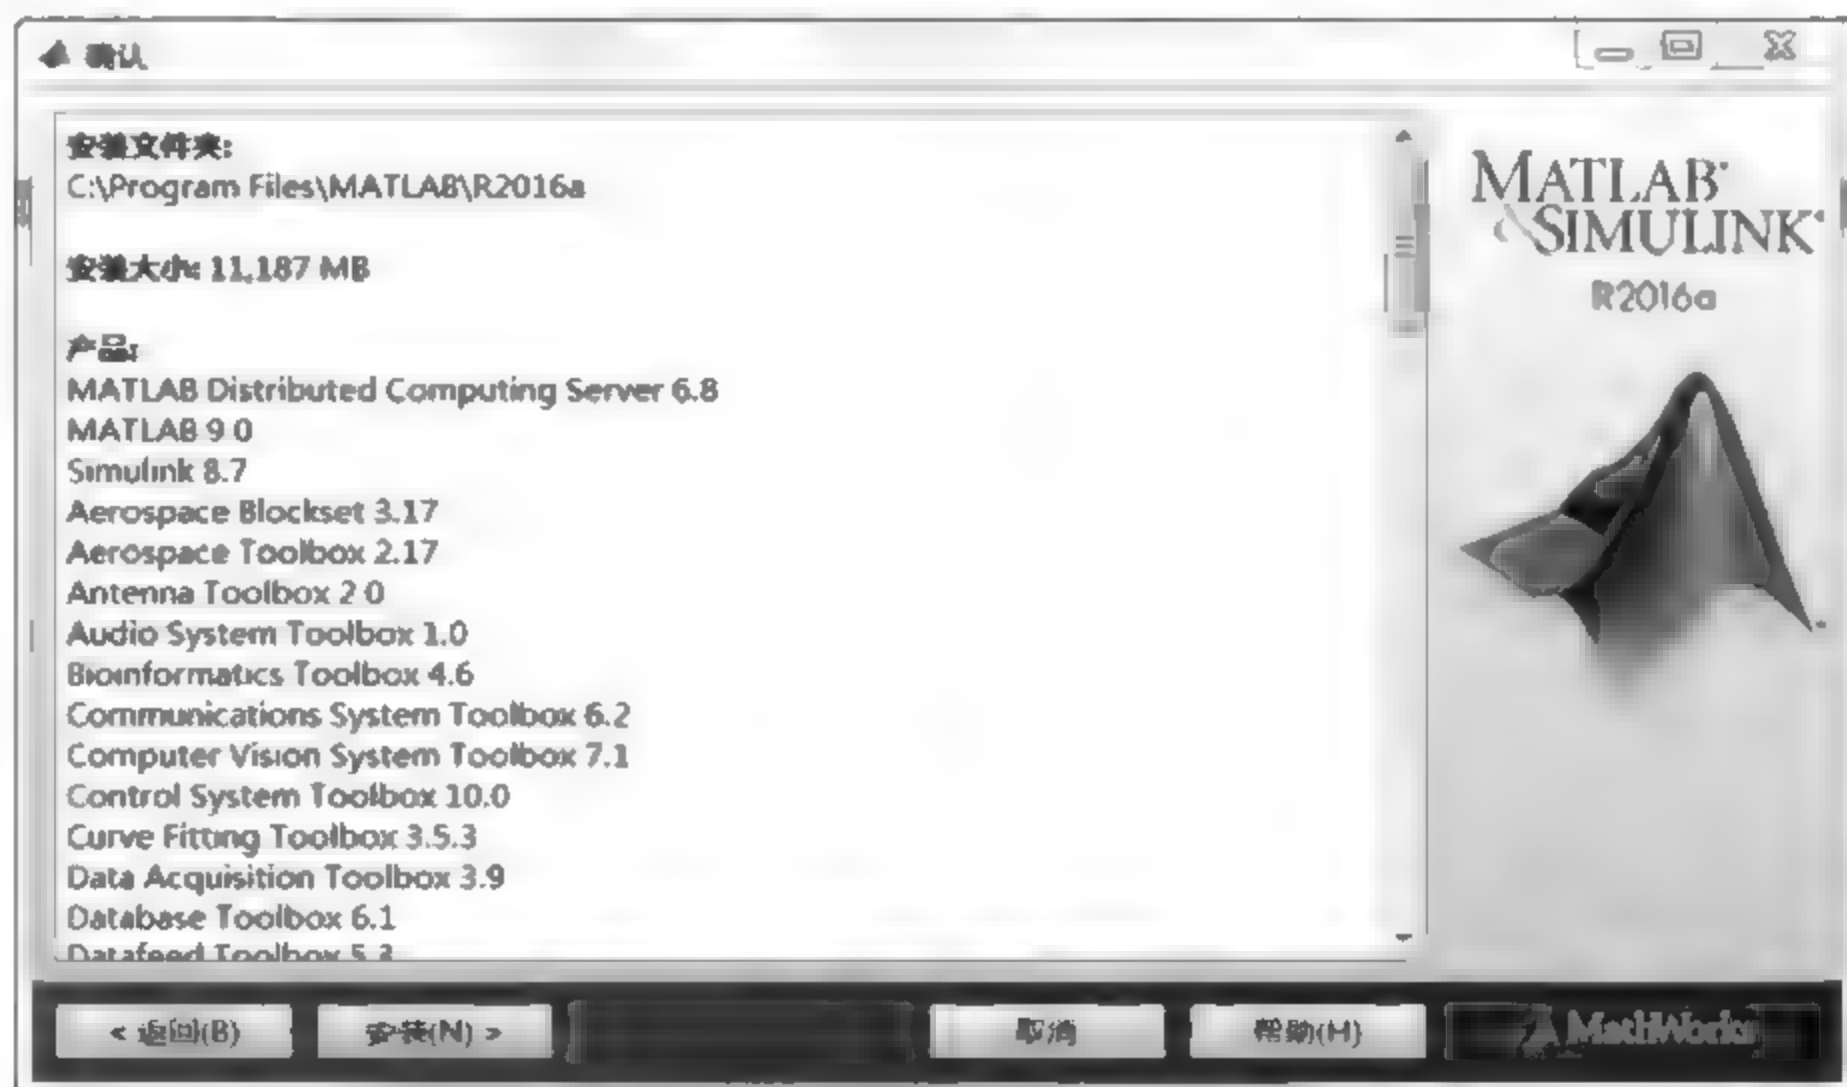 确认
安装文件夹:
C:\Program Files\MATLAB\R2016a
安装大小: 11,187 MB
产品:
MATLAB Distributed Computing Server 6.8
MATLAB 9 0
Simulink 8.7
Aerospace Blockset 3.17
Aerospace Toolbox 2.17
Antenna Toolbox 2 0
Audio System Toolbox 1.0
Bioinformatics Toolbox 4.6
Communications System Toolbox 6.2
Computer Vision System Toolbox 7.1
Control System Toolbox 10.0
Curve Fitting Toolbox 3.5.3
Data Acquisition Toolbox 3.9
Database Toolbox 6.1
Datafeed Toolbox 5.3
MATLAB
&SIMULINK
R2016a
< 返回(B) 安装(N) > 取消 帮助(H) MathWorks